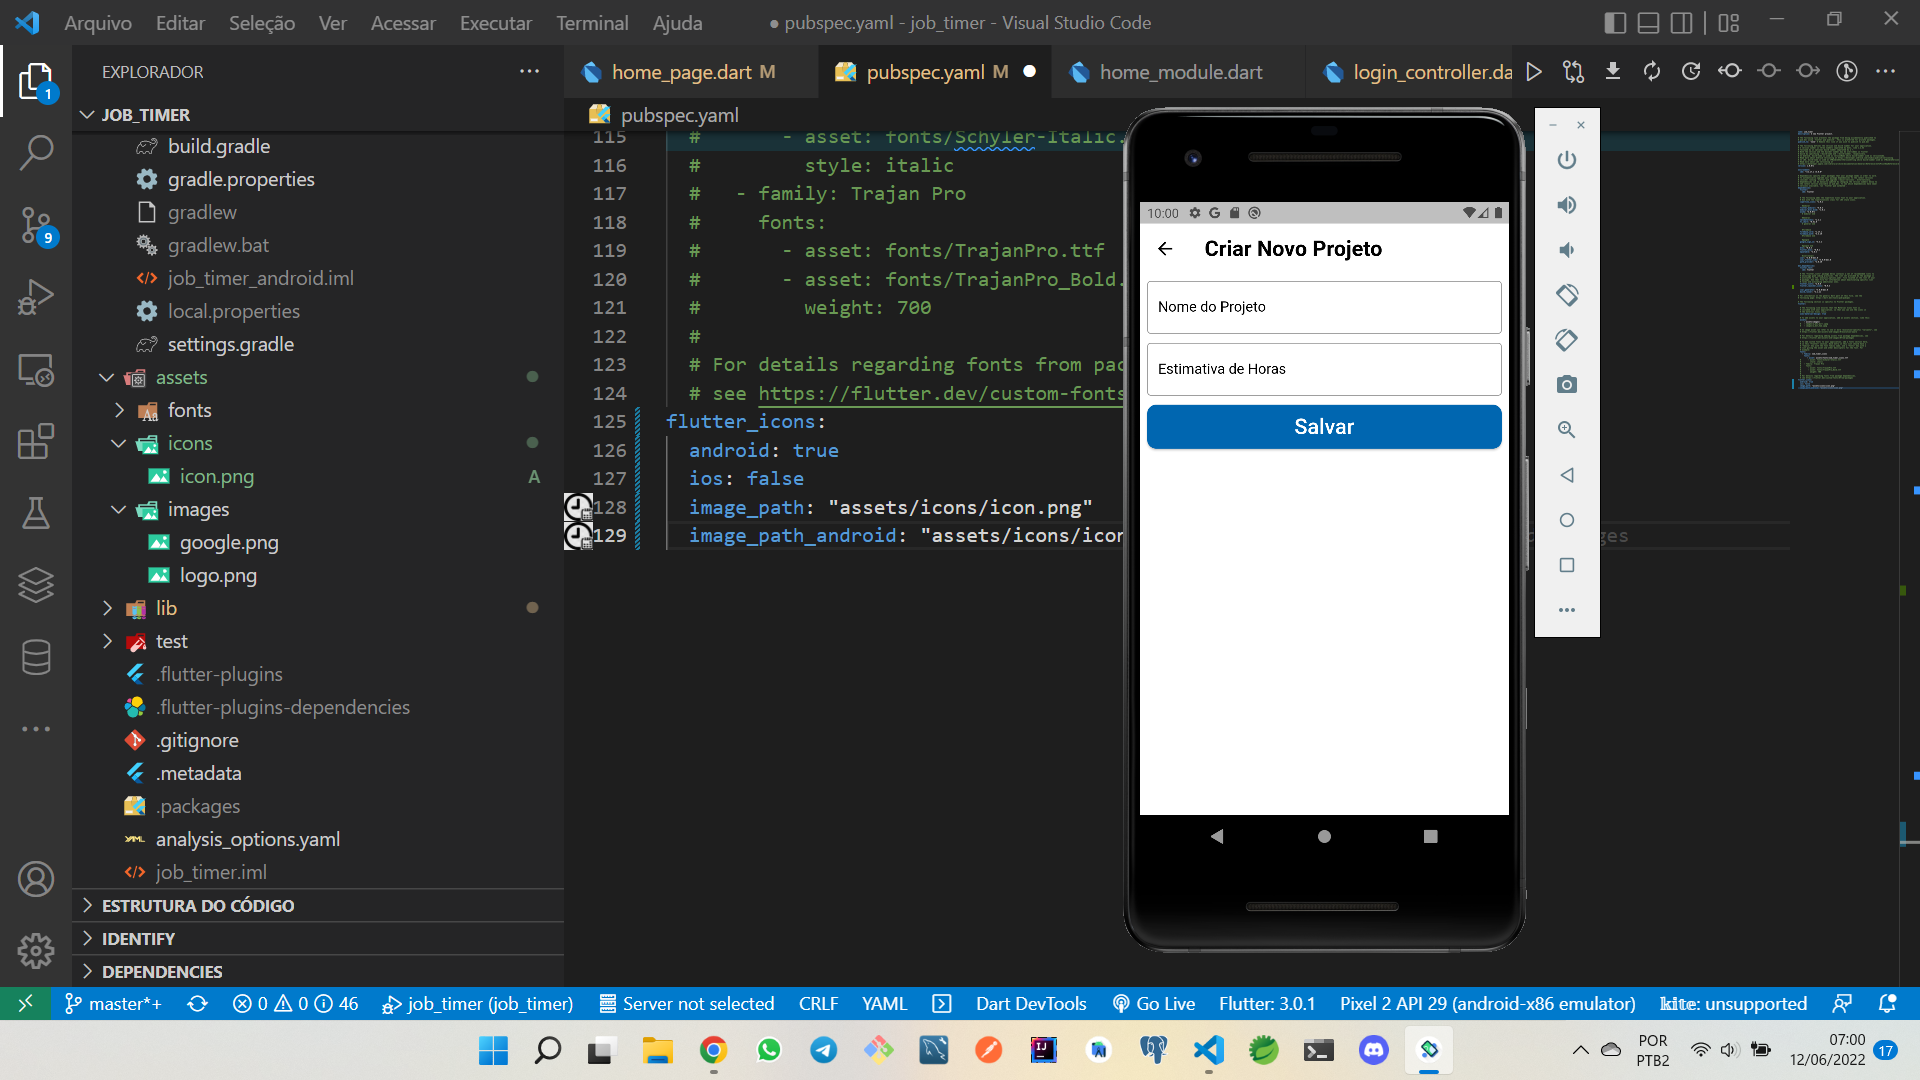 Arquivo Editar Seleção Ver Acessar Executar Terminal Ajuda
● pubspec.yaml - job_timer - Visual Studio Code
EXPLORADOR
home_page.dart M
pubspec.yaml M
home_module.dart
login_controller.da
JOB_TIMER
build.gradle
gradle.properties
gradlew
gradlew.bat
job_timer_android.iml
local.properties
settings.gradle
assets
fonts
icons
icon.png A
images
google.png
logo.png
lib
test
.flutter-plugins
.flutter-plugins-dependencies
.gitignore
.metadata
.packages
analysis_options.yaml
job_timer.iml
ESTRUTURA DO CÓDIGO
IDENTIFY
DEPENDENCIES
1
9
pubspec.yaml
115 # - asset: fonts/Schyler-Italic.
116 # style: italic
117 # - family: Trajan Pro
118 # fonts:
119 # - asset: fonts/TrajanPro.ttf
120 # - asset: fonts/TrajanPro_Bold.
121 # weight: 700
122 #
123 # For details regarding fonts from pac
124 # see https://flutter.dev/custom-fonts
125 flutter_icons:
126 android: true
127 ios: false
128 image_path: "assets/icons/icon.png"
129 image_path_android: "assets/icons/icon
10:00
Criar Novo Projeto
Nome do Projeto
Estimativa de Horas
Salvar
master*+ 0 0 46 job_timer (job_timer) Server not selected CRLF YAML Dart DevTools Go Live Flutter: 3.0.1 Pixel 2 API 29 (android-x86 emulator) kite: unsupported
POR
PTB2
07:00
12/06/2022
17